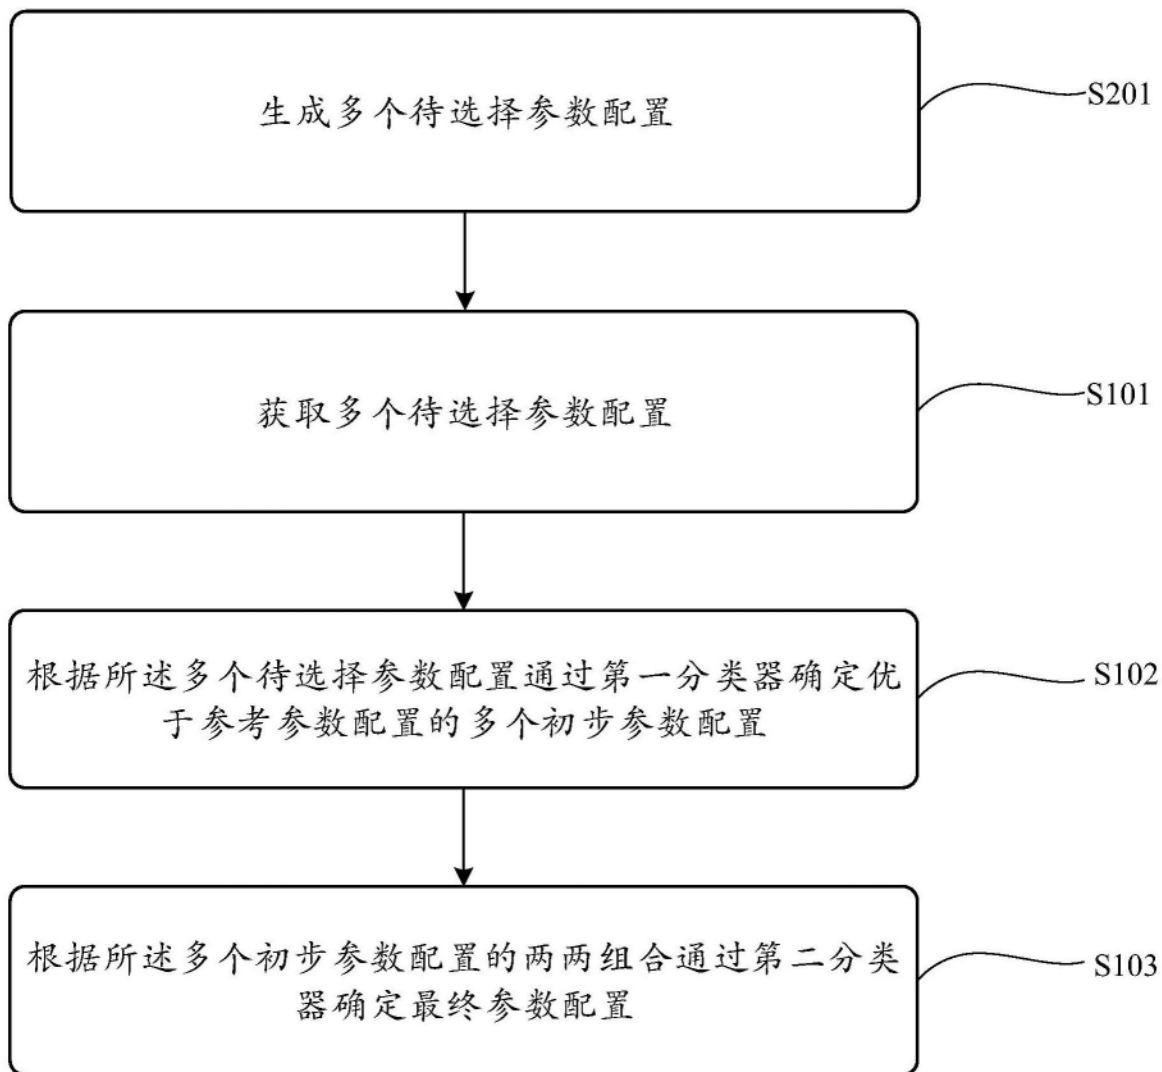 生成多个待选择参数配置
S201
获取多个待选择参数配置
S101
根据所述多个待选择参数配置通过第一分类器确定优
于参考参数配置的多个初步参数配置
S102
根据所述多个初步参数配置的两两组合通过第二分类
器确定最终参数配置
S103